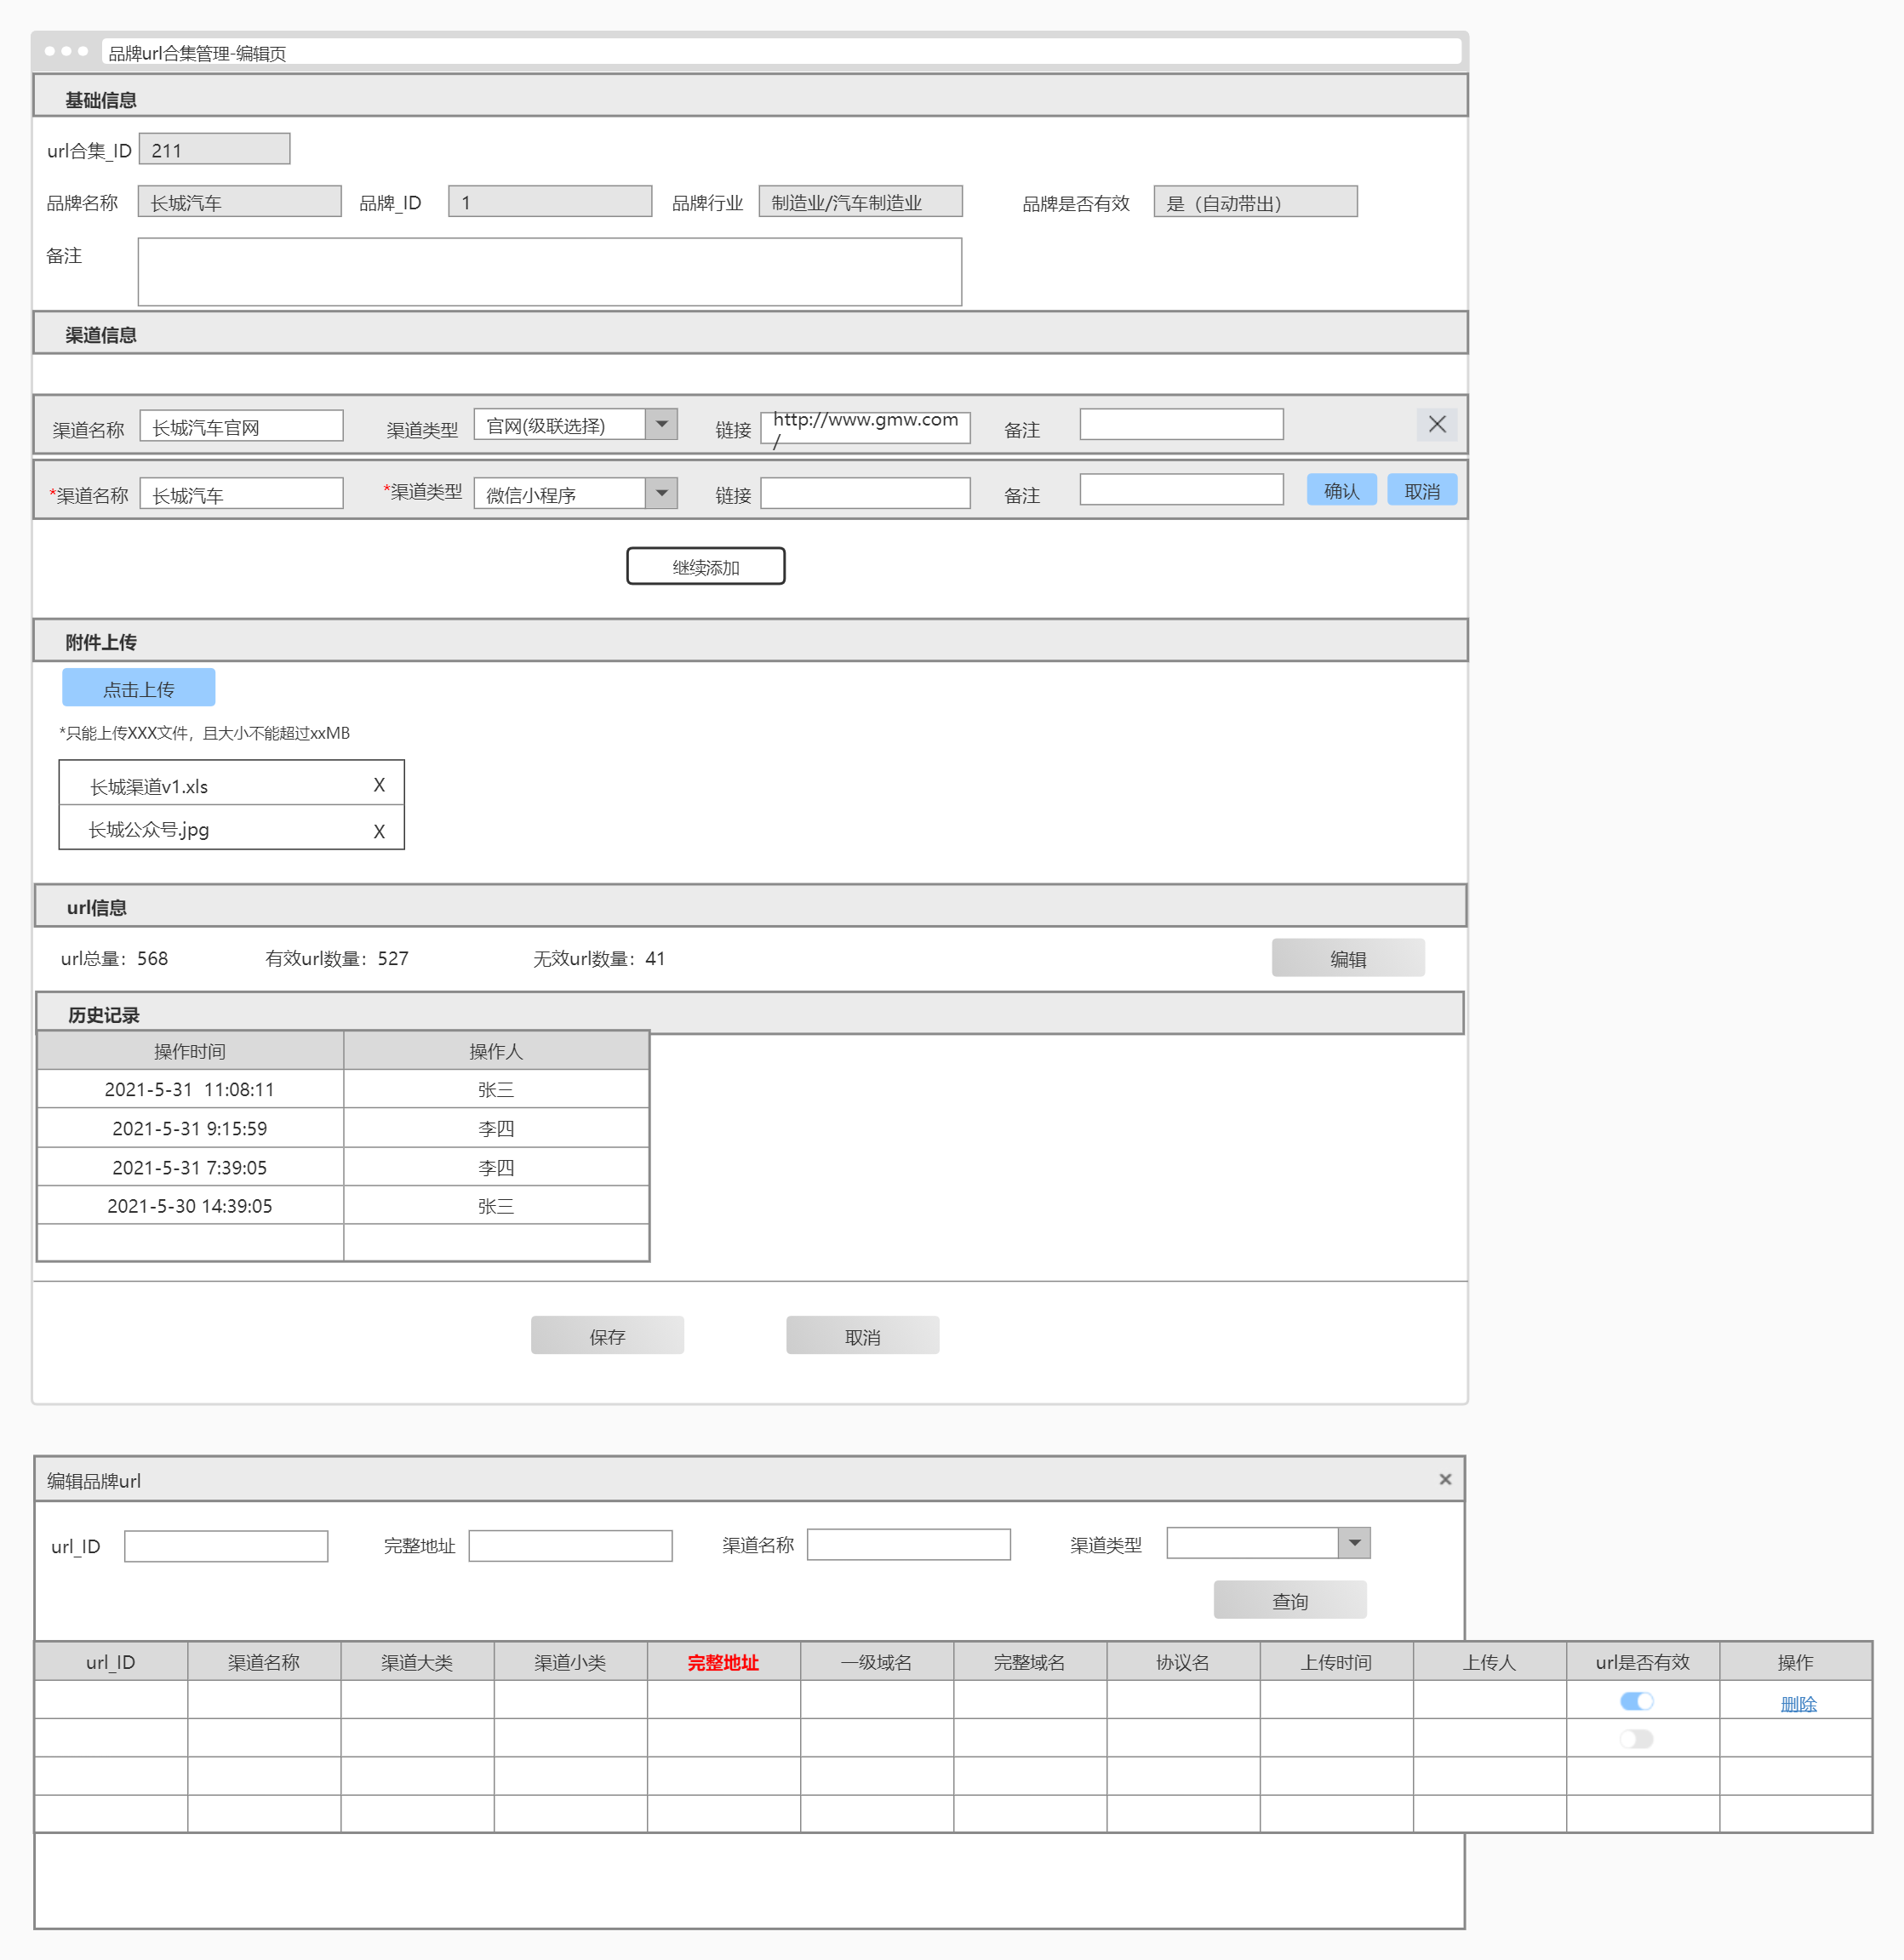 品牌url合集管理-编辑页
基础信息
url合集_ID 211
品牌名称 长城汽车 品牌_ID 1 品牌行业 制造业/汽车制造业 品牌是否有效 是（自动带出）
备注
渠道信息
渠道名称 长城汽车官网 渠道类型 官网(级联选择) 链接 http://www.gmw.com
/
备注
*渠道名称 长城汽车 *渠道类型 微信小程序 链接 备注 确认 取消
继续添加
附件上传
点击上传
*只能上传XXX文件，且大小不能超过xxMB
长城渠道v1.xls X
长城公众号.jpg X
url信息
url总量：568 有效url数量：527 无效url数量：41 编辑
历史记录
操作时间 操作人
2021-5-31 11:08:11 张三
2021-5-31 9:15:59 李四
2021-5-31 7:39:05 李四
2021-5-30 14:39:05 张三
保存 取消
编辑品牌url
url_ID 完整地址 渠道名称 渠道类型
查询
url_ID 渠道名称 渠道大类 渠道小类 完整地址 一级域名 完整域名 协议名 上传时间 上传人 url是否有效 操作
删除